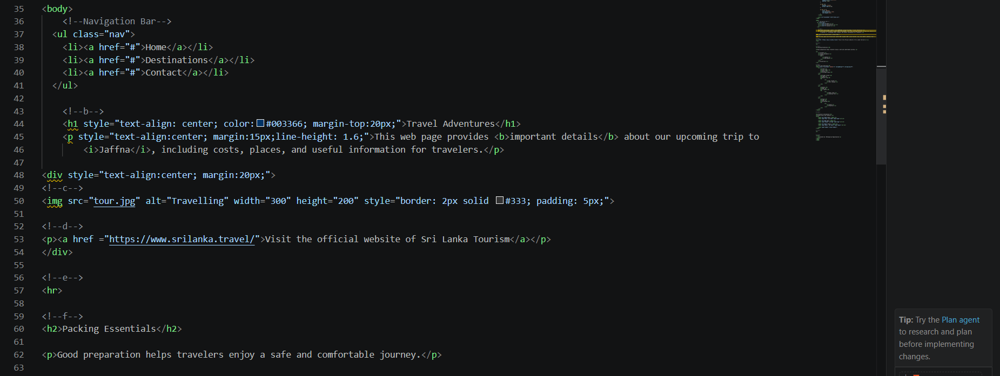 35 <body>
36 <!--Navigation Bar-->
37 <ul class="nav">
38 <li><a href="#">Home</a></li>
39 <li><a href="#">Destinations</a></li>
40 <li><a href="#">Contact</a></li>
41 </ul>
42
43 <!--b-->
44 <h1 style="text-align: center; color:#003366; margin-top:20px;">Travel Adventures</h1>
45 <p style="text-align:center; margin:15px;line-height: 1.6;">This web page provides <b>important details</b> about our upcoming trip to
46 <i>Jaffna</i>, including costs, places, and useful information for travelers.</p>
47
48 <div style="text-align:center; margin:20px;">
49 <!--c-->
50 <img src="tour.jpg" alt="Travelling" width="300" height="200" style="border: 2px solid #333; padding: 5px;">
51
52 <!--d-->
53 <p><a href ="https://www.srilanka.travel/">Visit the official website of Sri Lanka Tourism</a></p>
54 </div>
55
56 <!--e-->
57 <hr>
58
59 <!--f-->
60 <h2>Packing Essentials</h2>
61
62 <p>Good preparation helps travelers enjoy a safe and comfortable journey.</p>
63
Tip: Try the Plan agent
to research and plan
before implementing
changes.